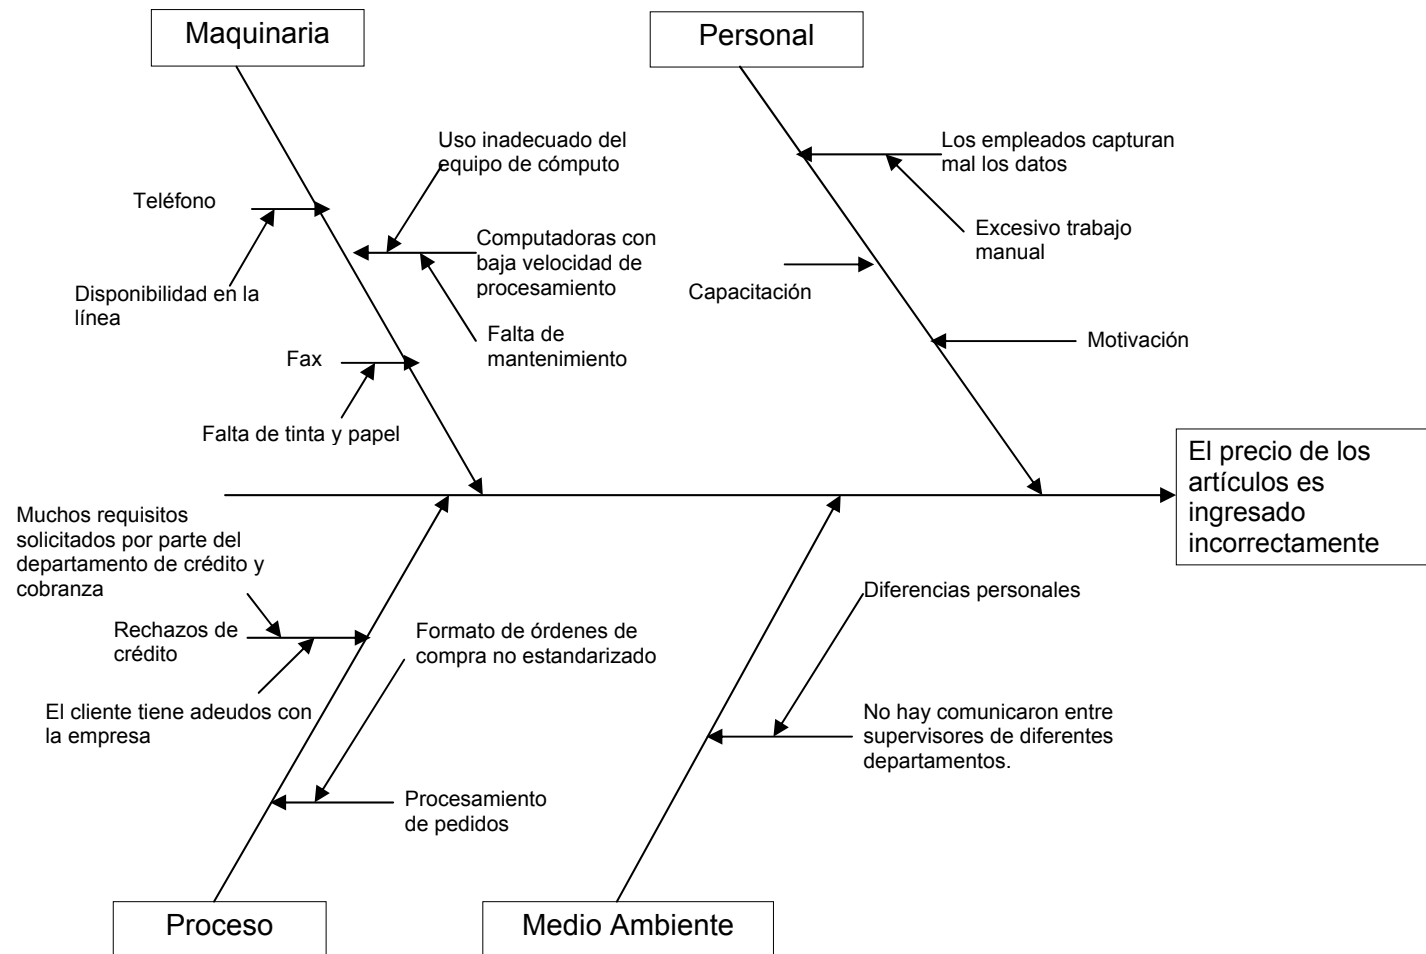 Maquinaria
Personal
Uso inadecuado del
equipo de cómputo
Los empleados capturan
mal los datos
Teléfono
Excesivo trabajo
manual
Computadoras con
baja velocidad de
procesamiento
Capacitación
Disponibilidad en la
línea
Falta de
mantenimiento
Motivación
Fax
Falta de tinta y papel
El precio de los
artículos es
ingresado
incorrectamente
Muchos requisitos
solicitados por parte del
departamento de crédito y
cobranza
Diferencias personales
Rechazos de
crédito
Formato de órdenes de
compra no estandarizado
El cliente tiene adeudos con
la empresa
No hay comunicaron entre
supervisores de diferentes
departamentos.
Procesamiento
de pedidos
Proceso
Medio Ambiente